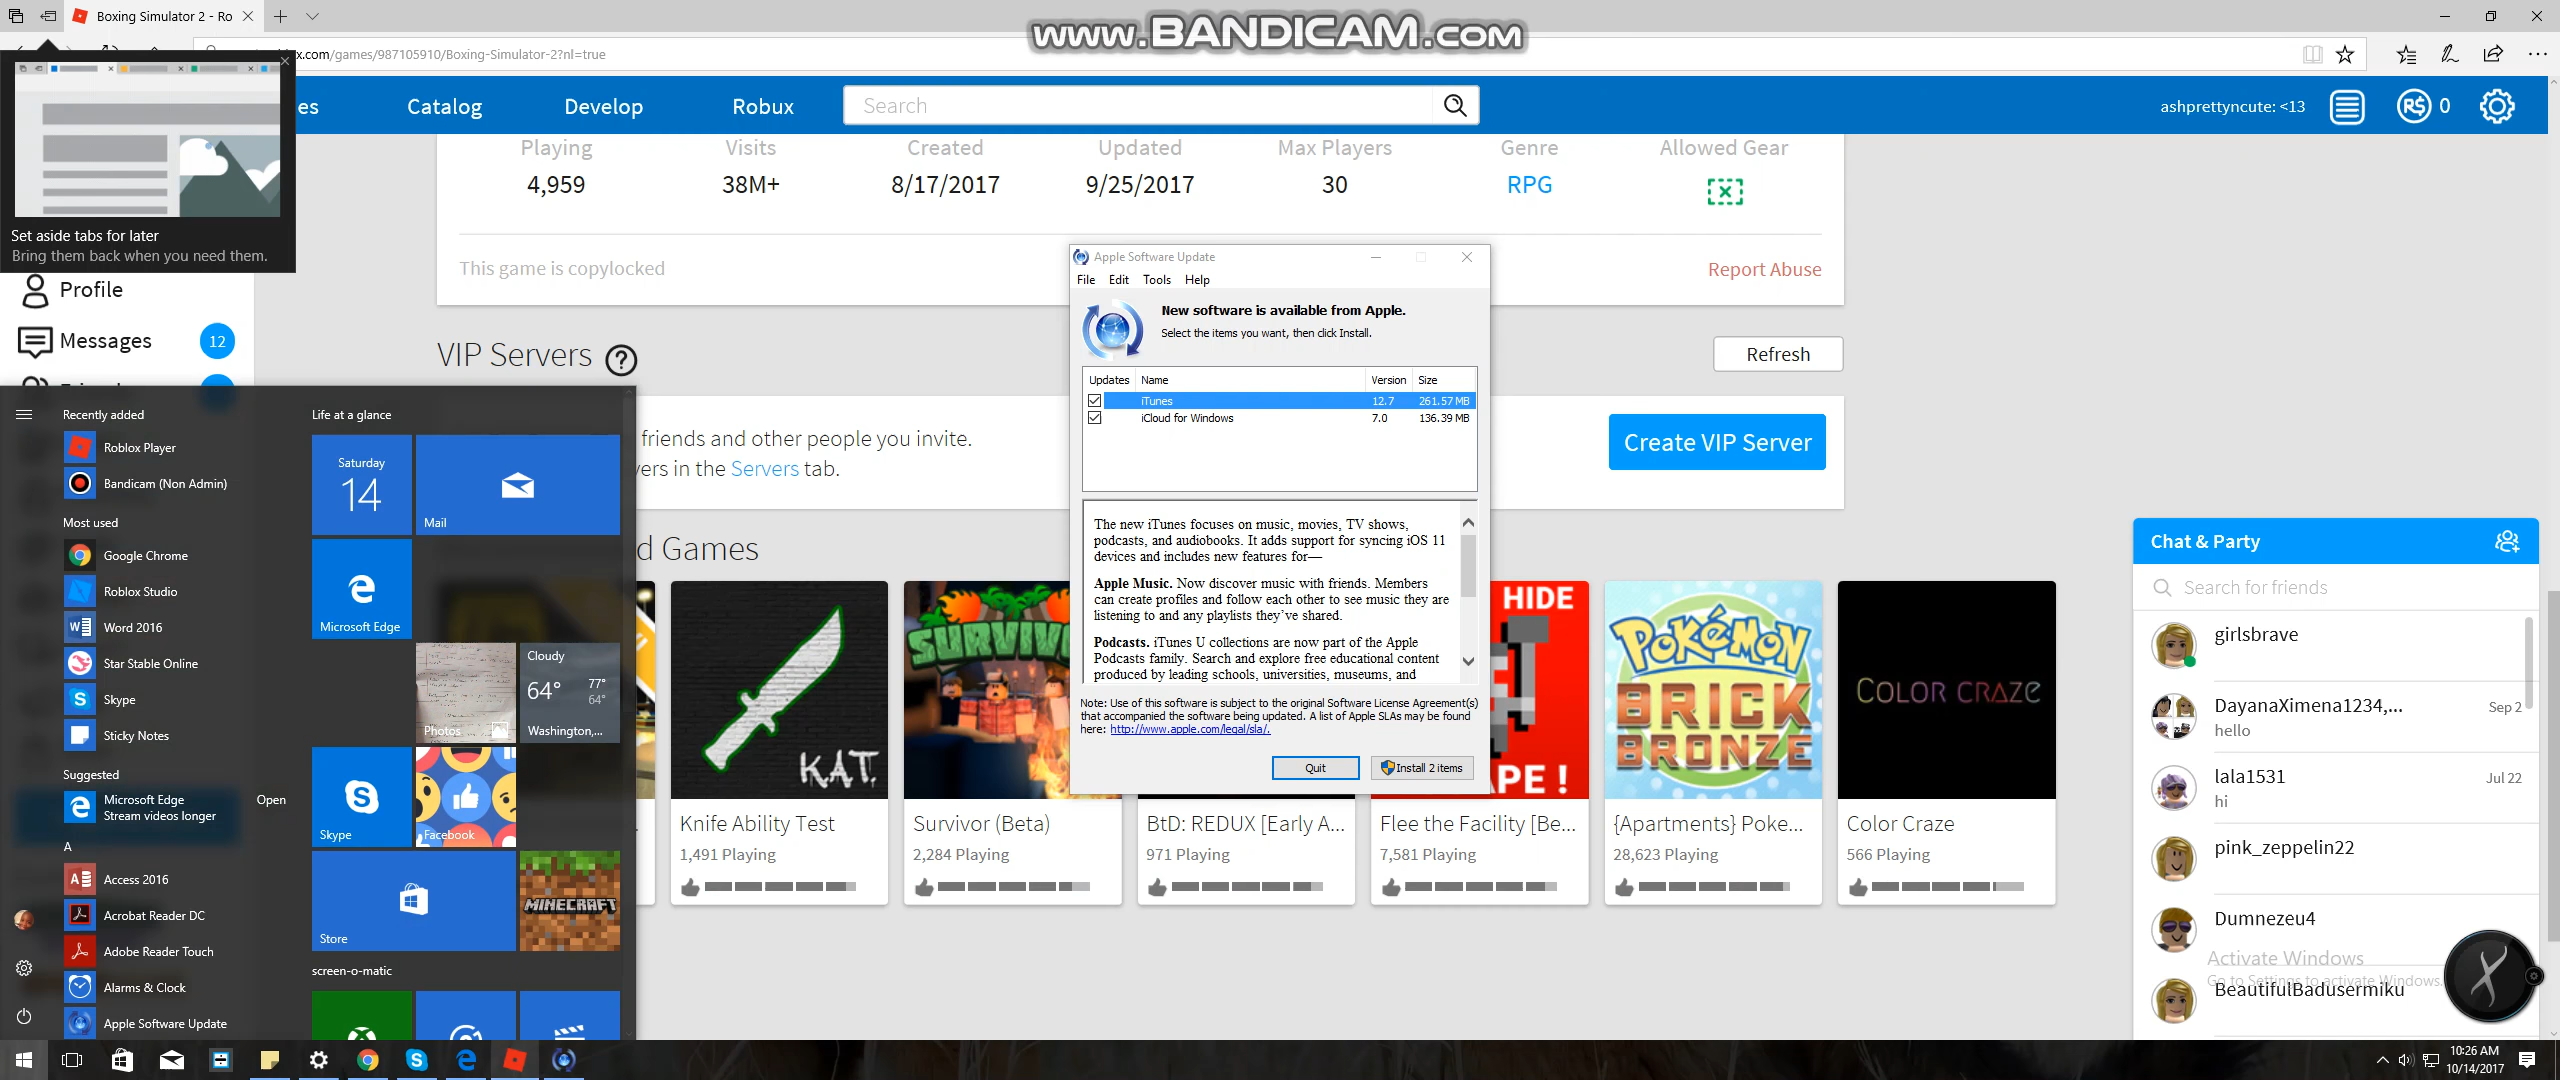 Boxing Simulator 2 - Ro
www.BANDICAM.com
x.com/games/987105910/Boxing-Simulator-2?nl=true
es
Catalog
Develop
Robux
Search
ashprettyncute: <13
0
Set aside tabs for later
Bring them back when you need them.
Playing
Visits
Created
Updated
Max Players
Genre
Allowed Gear
4,959
38M+
8/17/2017
9/25/2017
30
RPG
This game is copylocked
Report Abuse
Profile
Messages
12
VIP Servers
Refresh
friends and other people you invite.
vers in the Servers tab.
Create VIP Server
d Games
Apple Software Update
File Edit Tools Help
New software is available from Apple.
Select the items you want, then click Install.
Updates Name Version Size
iTunes 12.7 261.57 MB
iCloud for Windows 7.0 136.39 MB
The new iTunes focuses on music, movies, TV shows,
podcasts, and audiobooks. It adds support for syncing iOS 11
devices and includes new features for—
Apple Music. Now discover music with friends. Members
can create profiles and follow each other to see music they are
listening to and any playlists they’ve shared.
Podcasts. iTunes U collections are now part of the Apple
Podcasts family. Search and explore free educational content
produced by leading schools, universities, museums, and
Note: Use of this software is subject to the original Software License Agreement(s)
that accompanied the software being updated. A list of Apple SLAs may be found
here: http://www.apple.com/legal/sla/.
Quit
Install 2 items
Recently added
Roblox Player
Bandicam (Non Admin)
Most used
Google Chrome
Roblox Studio
Word 2016
Star Stable Online
Skype
Sticky Notes
Suggested
Microsoft Edge
Stream videos longer
Open
A
Access 2016
Acrobat Reader DC
Adobe Reader Touch
Alarms & Clock
Apple Software Update
Life at a glance
Saturday
14
Mail
Microsoft Edge
Photos
Cloudy
64°
77°
64°
Washington,...
Skype
Facebook
Store
MINECRAFT
screen-o-matic
KAT.
SURVIVO
HIDE
APE !
POKéMON
BRICK
BRONZE
COLOR CRAZE
Knife Ability Test
1,491 Playing
Survivor (Beta)
2,284 Playing
BtD: REDUX [Early A...
971 Playing
Flee the Facility [Be...
7,581 Playing
{Apartments} Poke...
28,623 Playing
Color Craze
566 Playing
Chat & Party
Search for friends
girlsbrave
DayanaXimena1234,...
Sep 2
hello
lala1531
Jul 22
hi
pink_zeppelin22
Dumnezeu4
Activate Windows
Go to Settings to activate Windows.
BeautifulBadusermiku
10:26 AM
10/14/2017